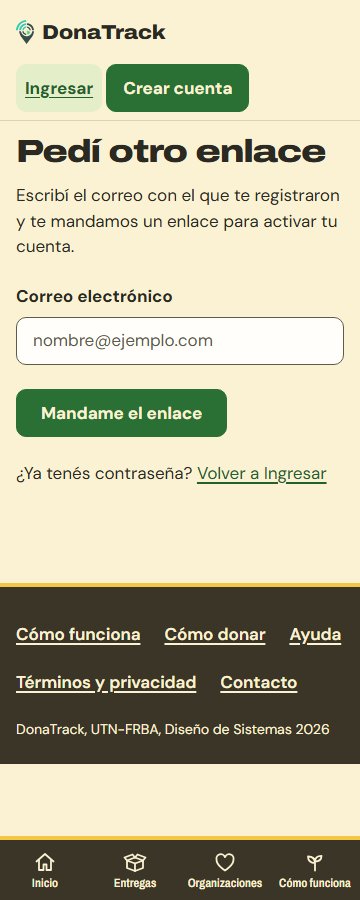 DonaTrack
Ingresar
Crear cuenta
Pedí otro enlace
Escribí el correo con el que te registraron
y te mandamos un enlace para activar tu
cuenta.
Correo electrónico
nombre@ejemplo.com
Mandame el enlace
¿Ya tenés contraseña? Volver a Ingresar
Cómo funciona Cómo donar Ayuda
Términos y privacidad Contacto
DonaTrack, UTN-FRBA, Diseño de Sistemas 2026
Inicio Entregas Organizaciones Cómo funciona